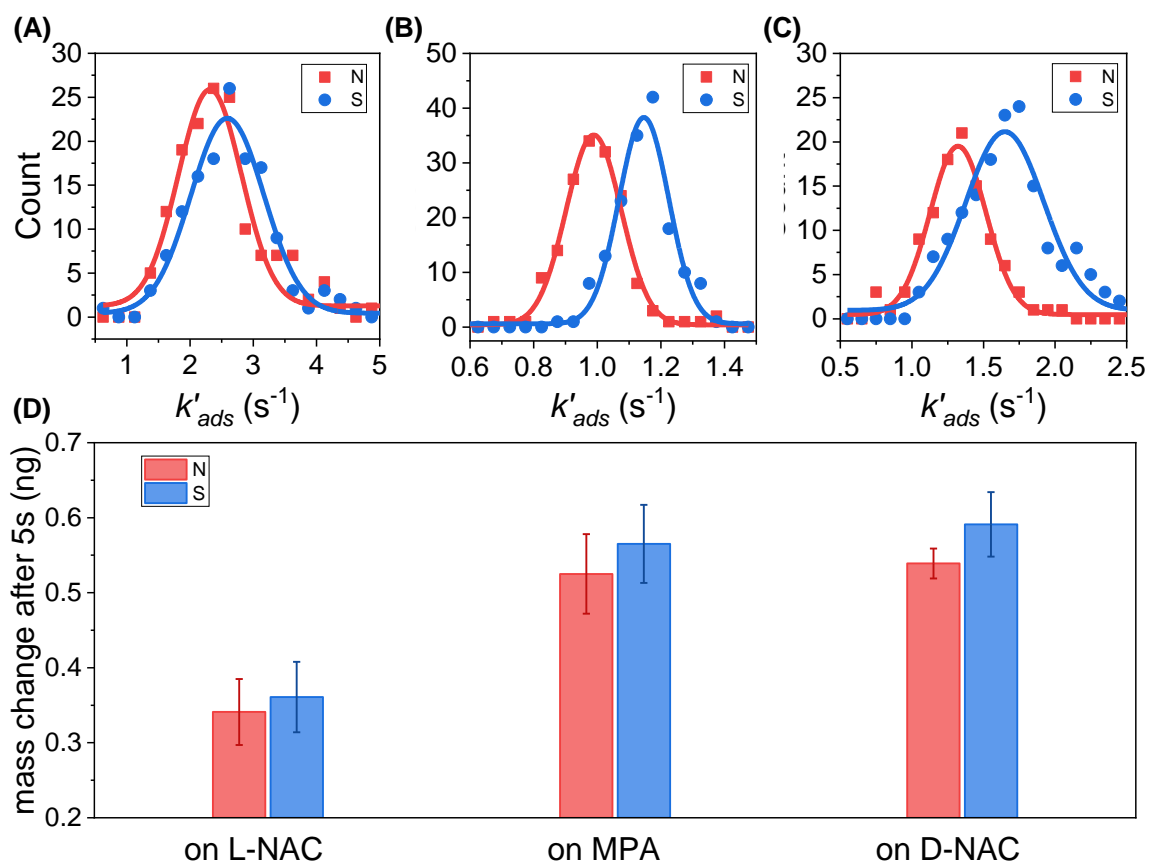 (A)
30
25
20
15
10
5
0
Count
N
S
1
2
3
4
5
k'ads (s-1)
(B)
50
40
30
20
10
0
N
S
0.6
0.8
1.0
1.2
1.4
k'ads (s-1)
(C)
30
25
20
15
10
5
0
N
S
0.5
1.0
1.5
2.0
2.5
k'ads (s-1)
(D)
0.7
0.6
0.5
0.4
0.3
0.2
mass change after 5s (ng)
N
S
on L-NAC
on MPA
on D-NAC